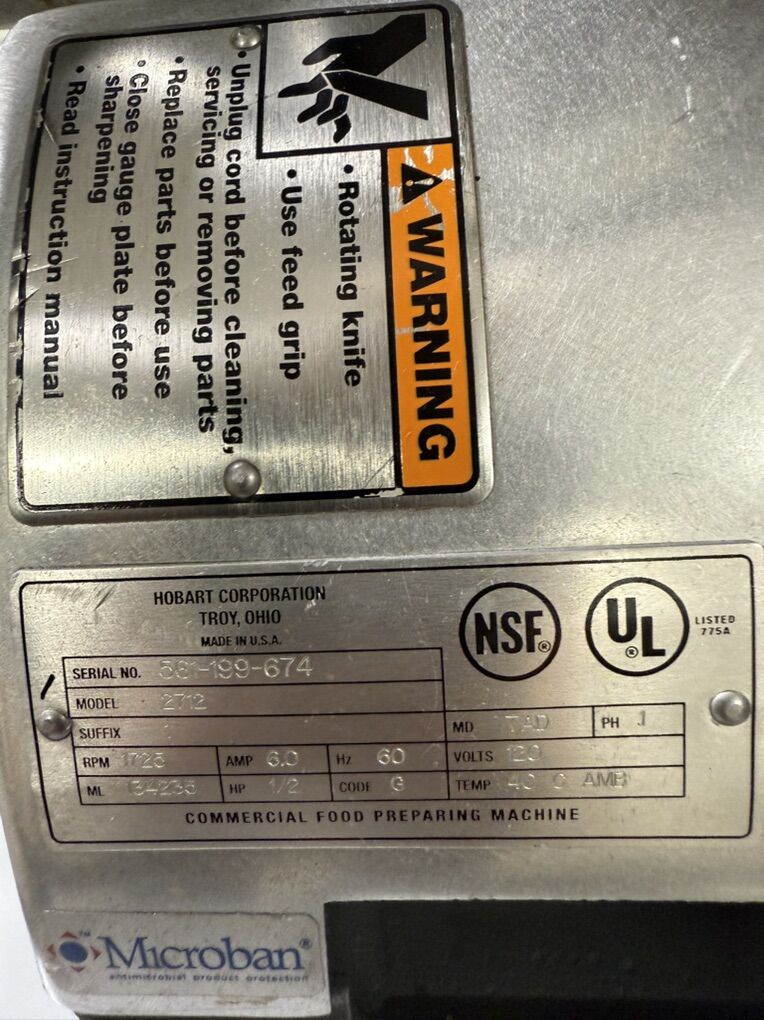 WARNING
• Rotating knife
• Use feed grip
• Unplug cord before cleaning,
servicing or removing parts
• Replace parts before use
• Close gauge plate before
sharpening
• Read instruction manual
HOBART CORPORATION
TROY, OHIO
MADE IN U.S.A.
NSF®
UL®
LISTED
775A
SERIAL NO. 561-199-674
MODEL 2712
SUFFIX
MD TAD PH 1
RPM 1725 AMP 6.0 Hz 60 VOLTS 120
ML 134235 HP 1/2 CODE G TEMP 40 C AMB
COMMERCIAL FOOD PREPARING MACHINE
Microban®
antimicrobial product protection